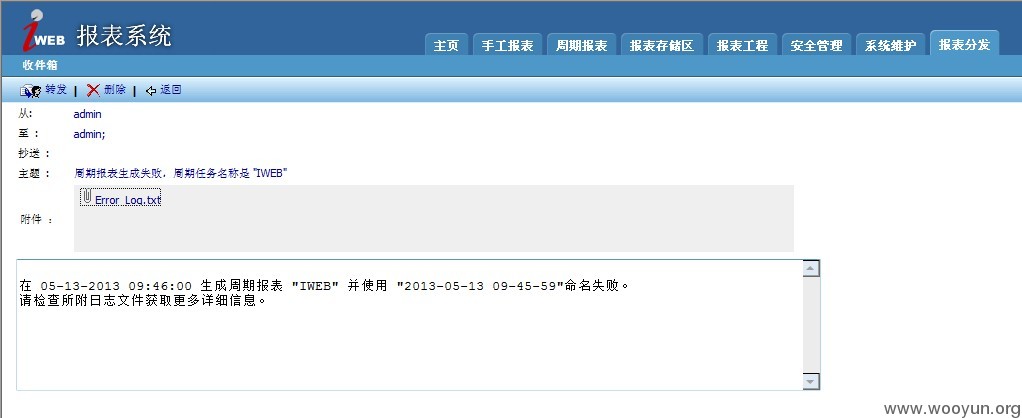 iWEB 报表系统
主页 手工报表 周期报表 报表存储区 报表工程 安全管理 系统维护 报表分发
收件箱
转发 | 删除 | 返回
从: admin
至 : admin;
抄送 :
主题 : 周期报表生成失败, 周期任务名称是 "IWEB"
附件 : Error_Log.txt
在 05-13-2013 09:46:00 生成周期报表 "IWEB" 并使用 "2013-05-13 09-45-59"命名失败。
请检查所附日志文件获取更多详细信息。
www.wooyun.org